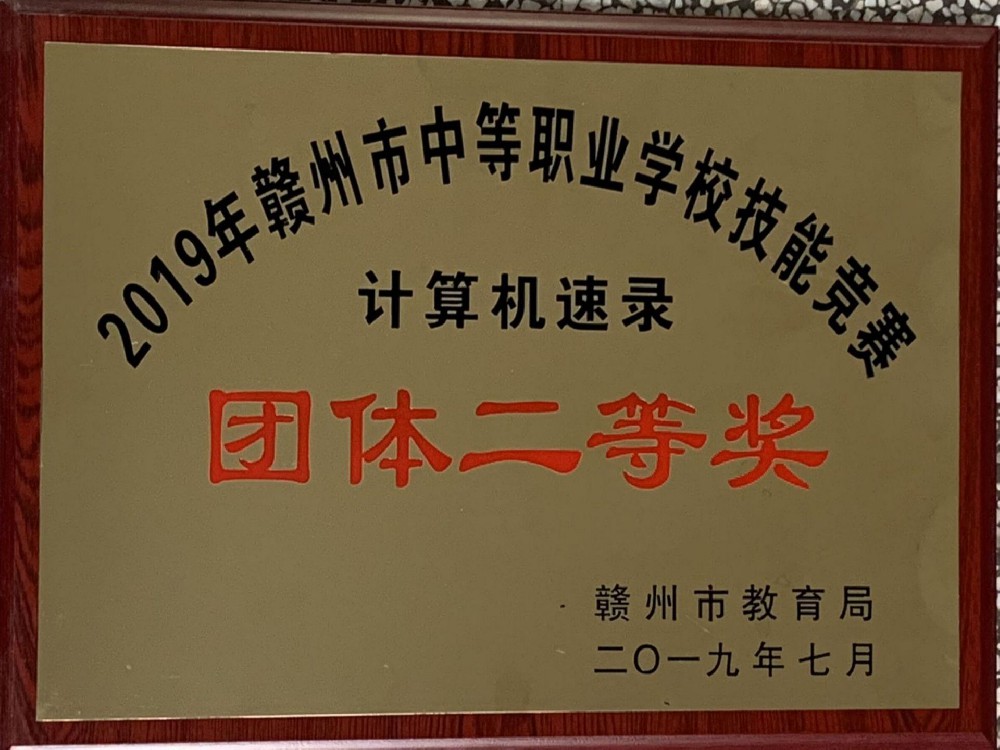 2019年赣州市中等职业学校技能竞赛
计算机速录
团体二等奖
赣州市教育局
二〇一九年七月